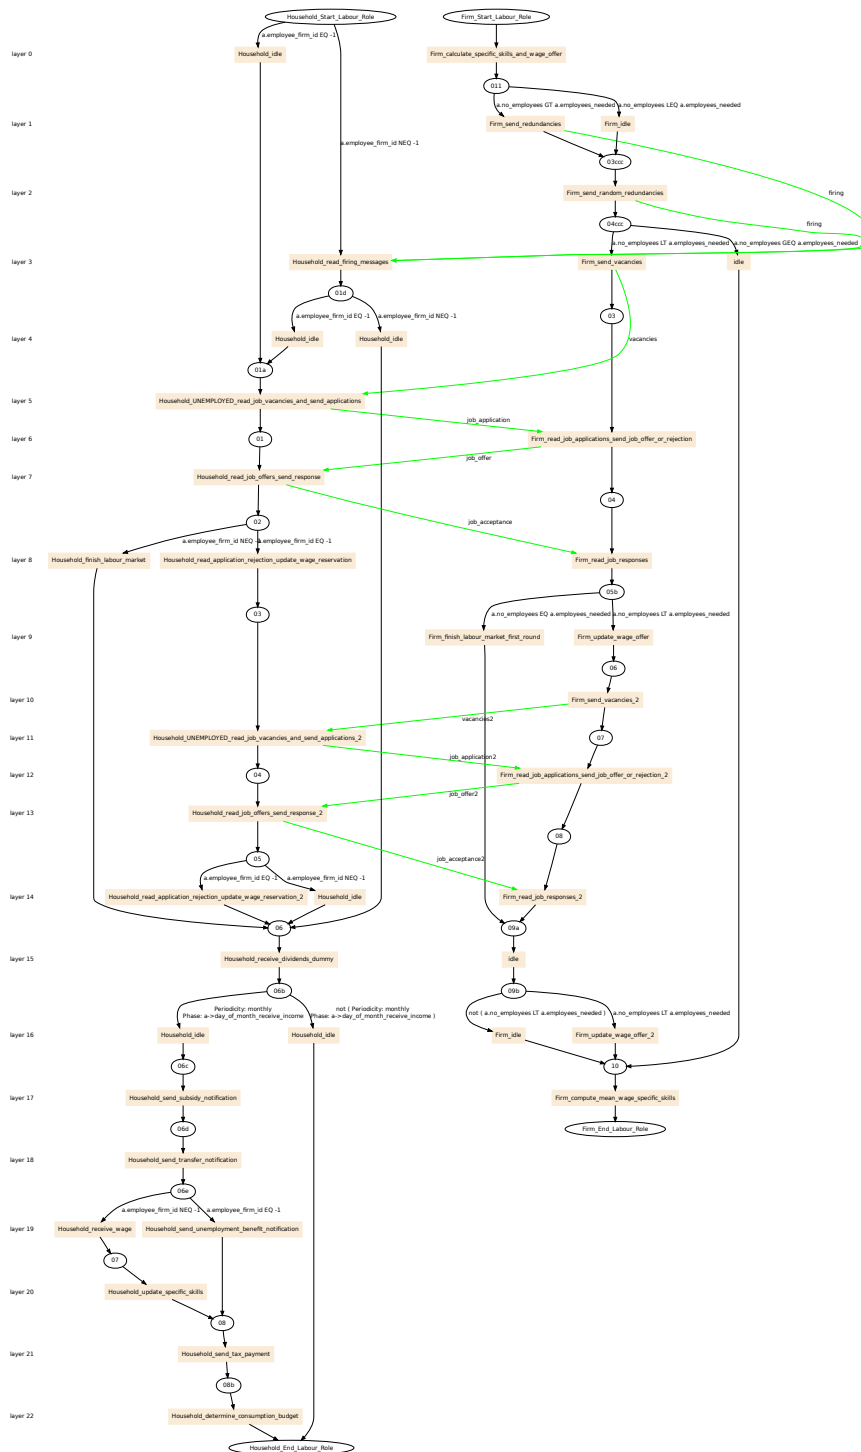 Household_Start_Labour_Role
Firm_Start_Labour_Role
a.employee_firm_id EQ -1
layer 0
Household_idle
Firm_calculate_specific_skills_and_wage_offer
011
a.no_employees GT a.employees_needed
a.no_employees LEQ a.employees_needed
layer 1
Firm_send_redundancies
Firm_idle
a.employee_firm_id NEQ -1
03ccc
layer 2
Firm_send_random_redundancies
firing
firing
04ccc
a.no_employees LT a.employees_needed
a.no_employees GEQ a.employees_needed
layer 3
Household_read_firing_messages
Firm_send_vacancies
idle
01d
a.employee_firm_id EQ -1
a.employee_firm_id NEQ -1
03
layer 4
Household_idle
Household_idle
vacancies
01a
layer 5
Household_UNEMPLOYED_read_job_vacancies_and_send_applications
job_application
layer 6
01
Firm_read_job_applications_send_job_offer_or_rejection
job_offer
layer 7
Household_read_job_offers_send_response
04
02
job_acceptance
a.employee_firm_id NEQ -1
a.employee_firm_id EQ -1
layer 8
Household_finish_labour_market
Household_read_application_rejection_update_wage_reservation
Firm_read_job_responses
05b
03
a.no_employees EQ a.employees_needed
a.no_employees LT a.employees_needed
layer 9
Firm_finish_labour_market_first_round
Firm_update_wage_offer
06
layer 10
Firm_send_vacancies_2
vacancies2
layer 11
Household_UNEMPLOYED_read_job_vacancies_and_send_applications_2
07
job_application2
layer 12
04
Firm_read_job_applications_send_job_offer_or_rejection_2
job_offer2
layer 13
Household_read_job_offers_send_response_2
08
05
job_acceptance2
a.employee_firm_id EQ -1
a.employee_firm_id NEQ -1
layer 14
Household_read_application_rejection_update_wage_reservation_2
Household_idle
Firm_read_job_responses_2
06
09a
layer 15
Household_receive_dividends_dummy
idle
06b
09b
Periodicity: monthly
Phase: a->day_of_month_receive_income
not ( Periodicity: monthly
Phase: a->day_of_month_receive_income )
not ( a.no_employees LT a.employees_needed )
a.no_employees LT a.employees_needed
layer 16
Household_idle
Household_idle
Firm_idle
Firm_update_wage_offer_2
06c
10
layer 17
Household_send_subsidy_notification
Firm_compute_mean_wage_specific_skills
06d
Firm_End_Labour_Role
layer 18
Household_send_transfer_notification
06e
a.employee_firm_id NEQ -1
a.employee_firm_id EQ -1
layer 19
Household_receive_wage
Household_send_unemployment_benefit_notification
07
layer 20
Household_update_specific_skills
08
layer 21
Household_send_tax_payment
08b
layer 22
Household_determine_consumption_budget
Household_End_Labour_Role